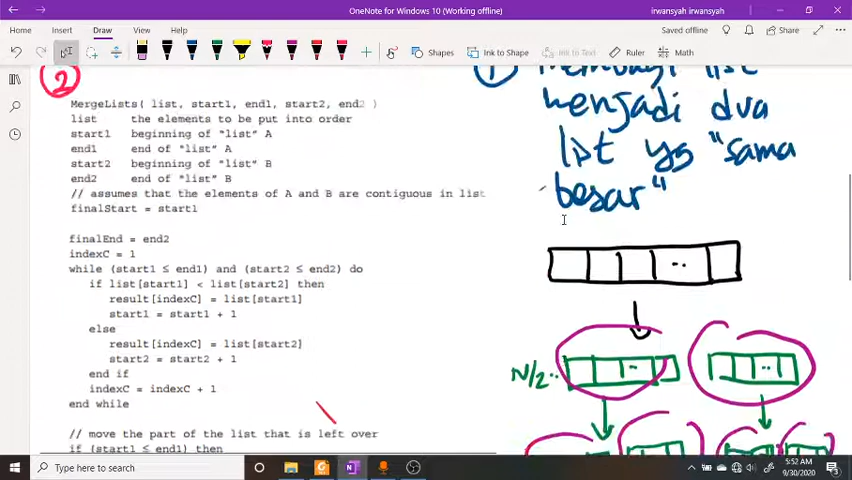 OneNote for Windows 10 (Working offline)
irwansyah irwansyah
Home Insert Draw View Help
Saved offline Share
Shapes Ink to Shape Ink to Text Ruler Math
2
MergeLists( list, start1, end1, start2, end2 )
list the elements to be put into order
start1 beginning of "list" A
end1 end of "list" A
start2 beginning of "list" B
end2 end of "list" B
// assumes that the elements of A and B are contiguous in list
finalStart = start1
finalEnd = end2
indexC = 1
while (start1 ≤ end1) and (start2 ≤ end2) do
if list[start1] < list[start2] then
result[indexC] = list[start1]
start1 = start1 + 1
else
result[indexC] = list[start2]
start2 = start2 + 1
end if
indexC = indexC + 1
end while
// move the part of the list that is left over
if (start1 ≤ end1) then
1 Membagi list
menjadi dua
list yg "sama
besar"
N/2
Type here to search
5:52 AM
9/30/2020